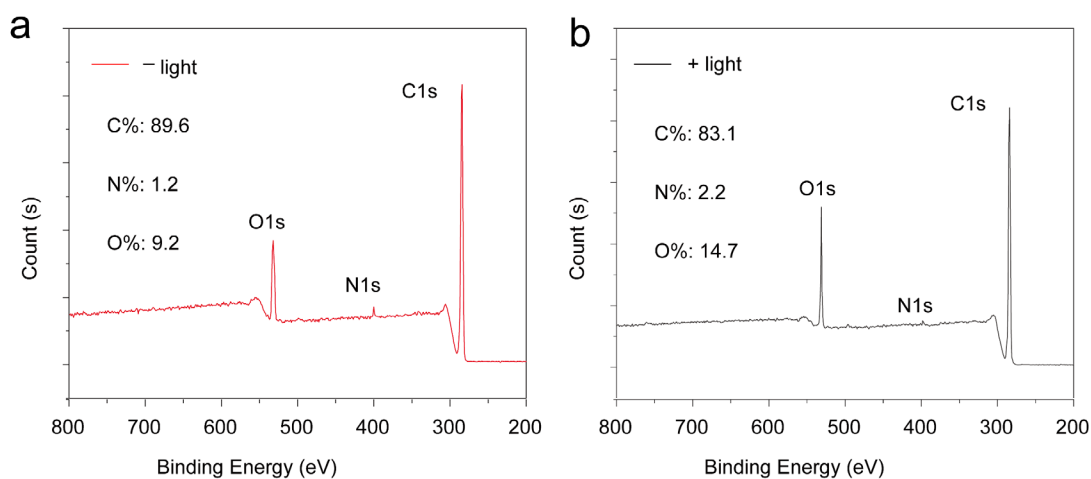 a
− light
C1s
C%: 89.6
N%: 1.2
O1s
O%: 9.2
N1s
Count (s)
800 700 600 500 400 300 200
Binding Energy (eV)
b
+ light
C1s
C%: 83.1
N%: 2.2
O1s
O%: 14.7
N1s
Count (s)
800 700 600 500 400 300 200
Binding Energy (eV)